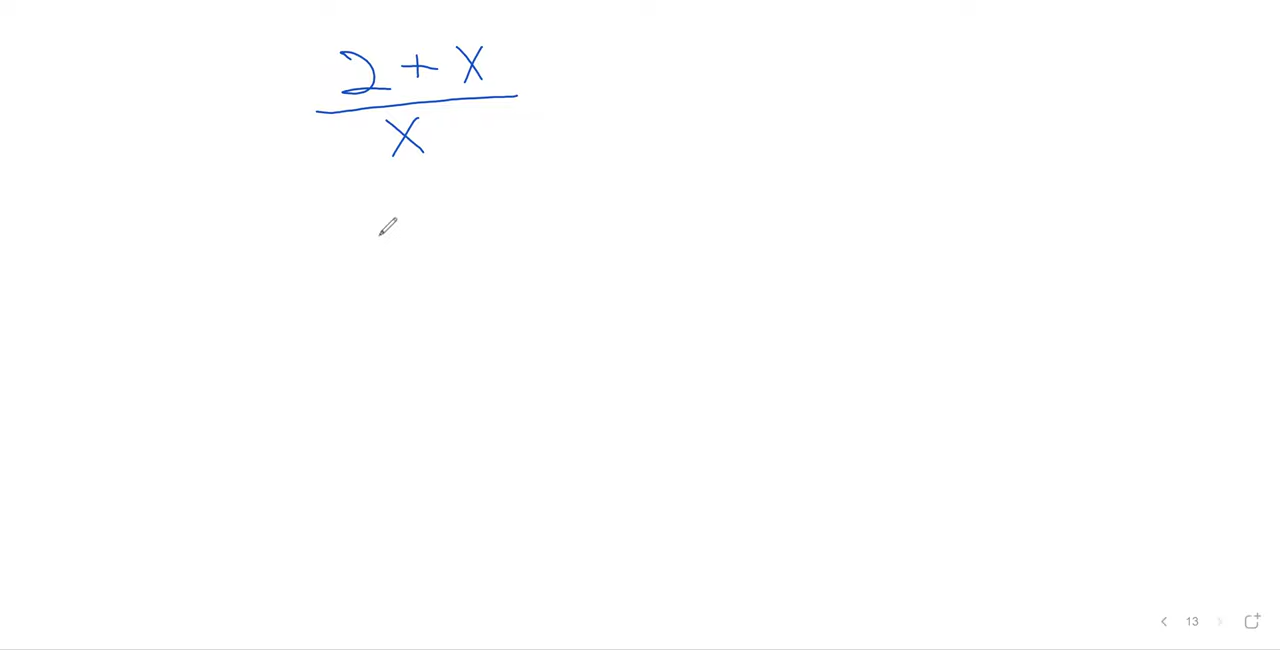 2 + x
x
< 13 >